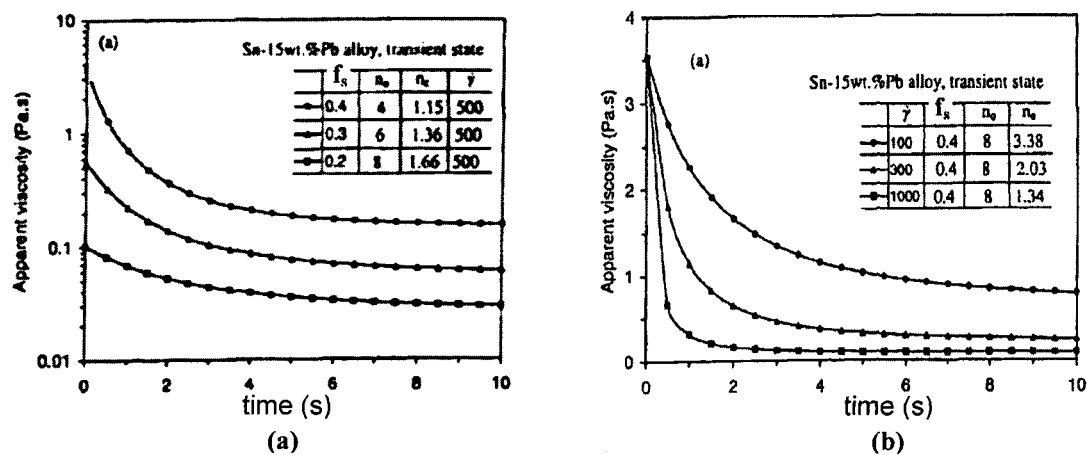 (a)
Sn-15wt.%Pb alloy, transient state
fs n₀ nₑ γ̇
0.4 4 1.15 500
0.3 6 1.36 500
0.2 8 1.66 500
Apparent viscosity (Pa.s)
10
1
0.1
0.01
0 2 4 6 8 10
time (s)
(a)
(a)
Sn-15wt.%Pb alloy, transient state
γ̇ fs n₀ nₑ
100 0.4 8 3.38
300 0.4 8 2.03
1000 0.4 8 1.34
Apparent viscosity (Pa.s)
4
3
2
1
0
0 2 4 6 8 10
time (s)
(b)